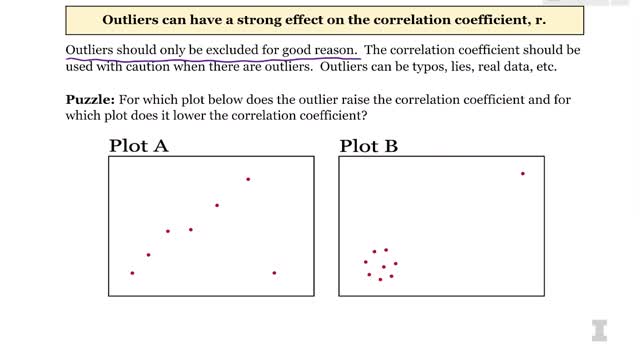 Outliers can have a strong effect on the correlation coefficient, r.
Outliers should only be excluded for good reason. The correlation coefficient should be
used with caution when there are outliers. Outliers can be typos, lies, real data, etc.
Puzzle: For which plot below does the outlier raise the correlation coefficient and for
which plot does it lower the correlation coefficient?
Plot A
Plot B